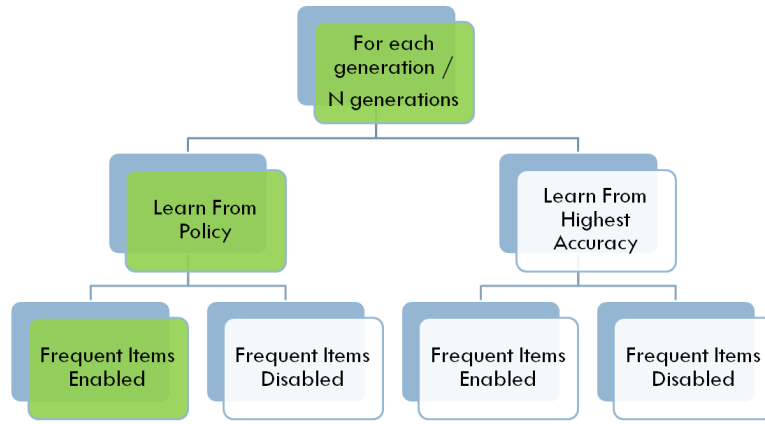 For each
generation /
N generations
Learn From
Policy
Learn From
Highest
Accuracy
Frequent Items
Enabled
Frequent Items
Disabled
Frequent Items
Enabled
Frequent Items
Disabled